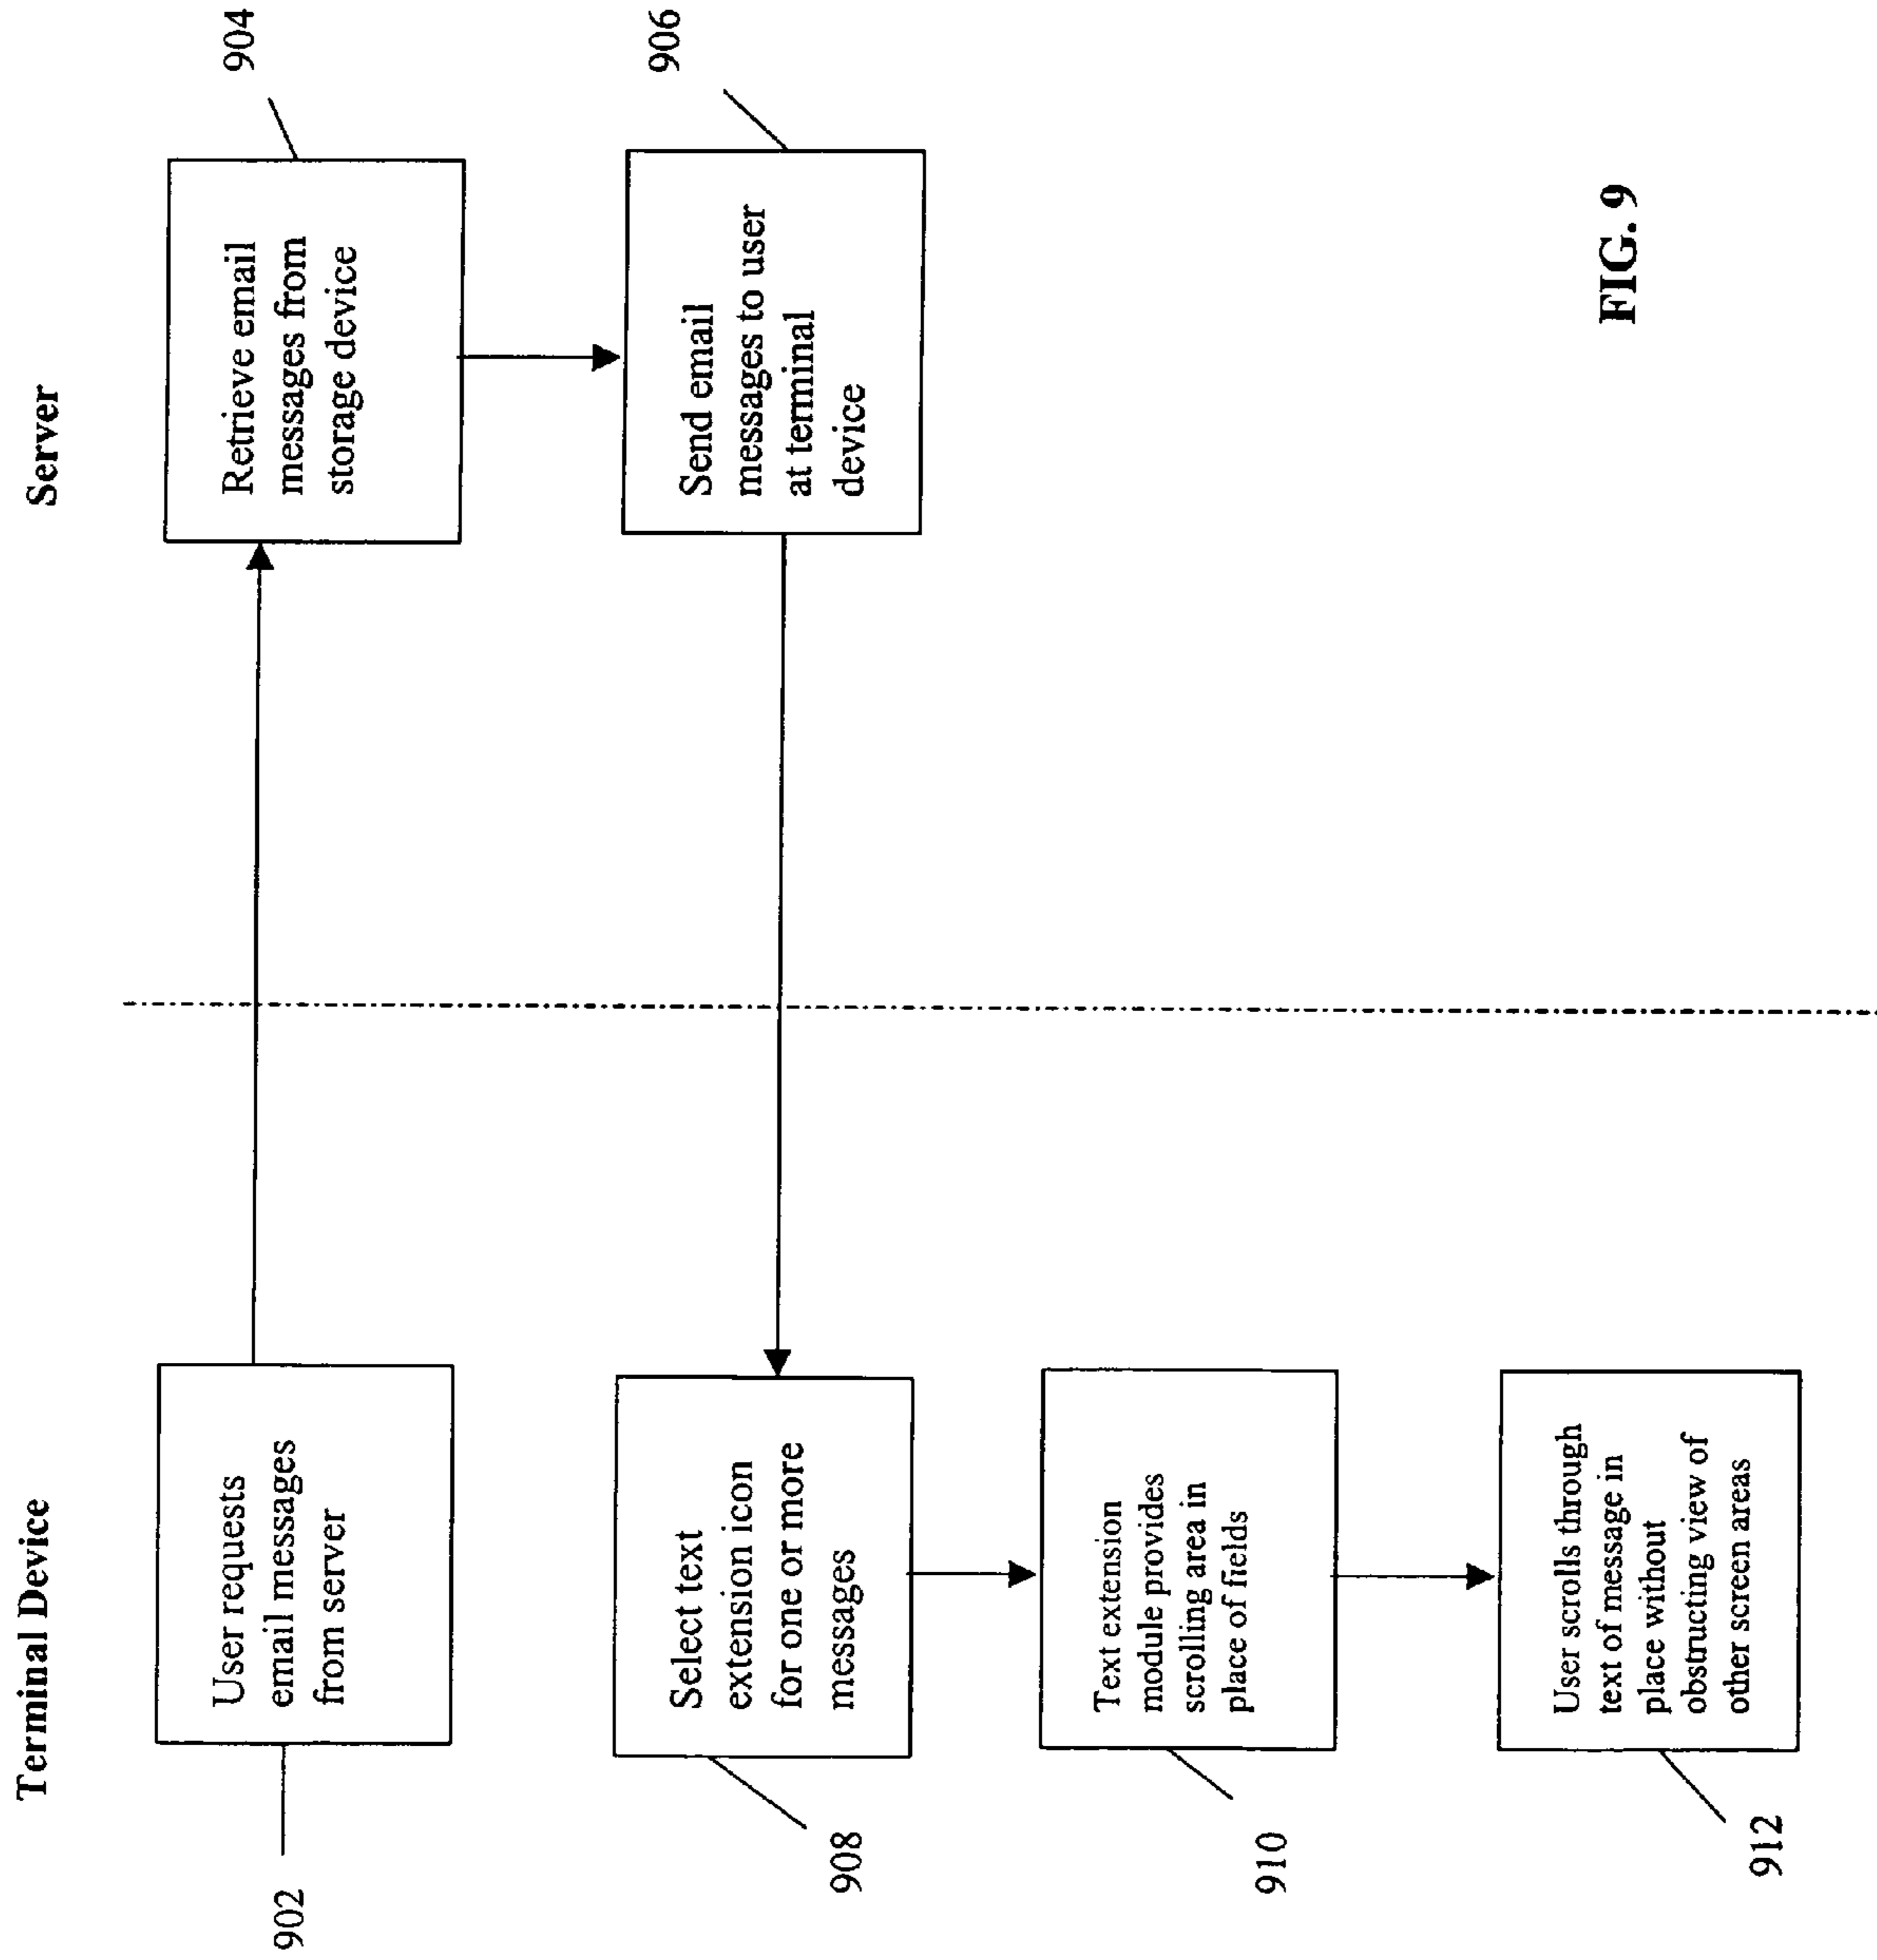 Terminal Device
Server
902
User requests
email messages
from server
904
Retrieve email
messages from
storage device
906
Send email
messages to user
at terminal
device
908
Select text
extension icon
for one or more
messages
910
Text extension
module provides
scrolling area in
place of fields
912
User scrolls through
text of message in
place without
obstructing view of
other screen areas
FIG. 9